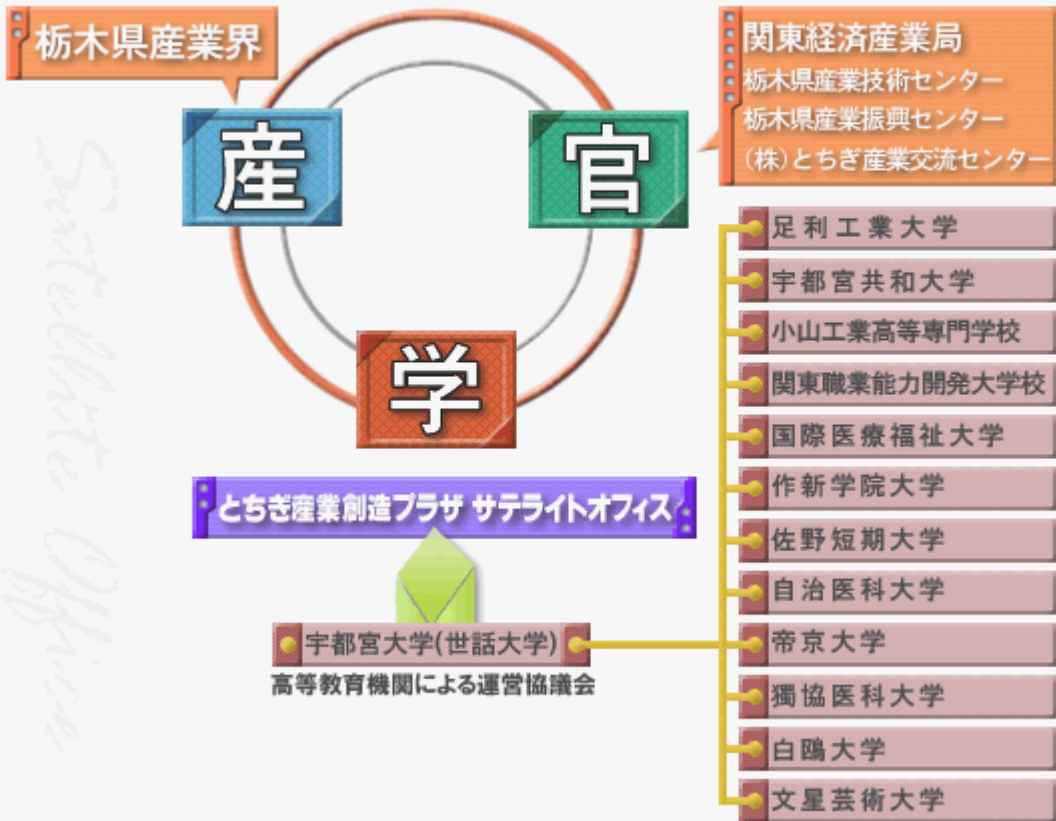 栃木県産業界
関東経済産業局
栃木県産業技術センター
栃木県産業振興センター
(株)とちぎ産業交流センター
産
官
学
とちぎ産業創造プラザ サテライトオフィス
宇都宮大学(世話大学)
高等教育機関による運営協議会
足利工業大学
宇都宮共和大学
小山工業高等専門学校
関東職業能力開発大学校
国際医療福祉大学
作新学院大学
佐野短期大学
自治医科大学
帝京大学
獨協医科大学
白鴎大学
文星芸術大学